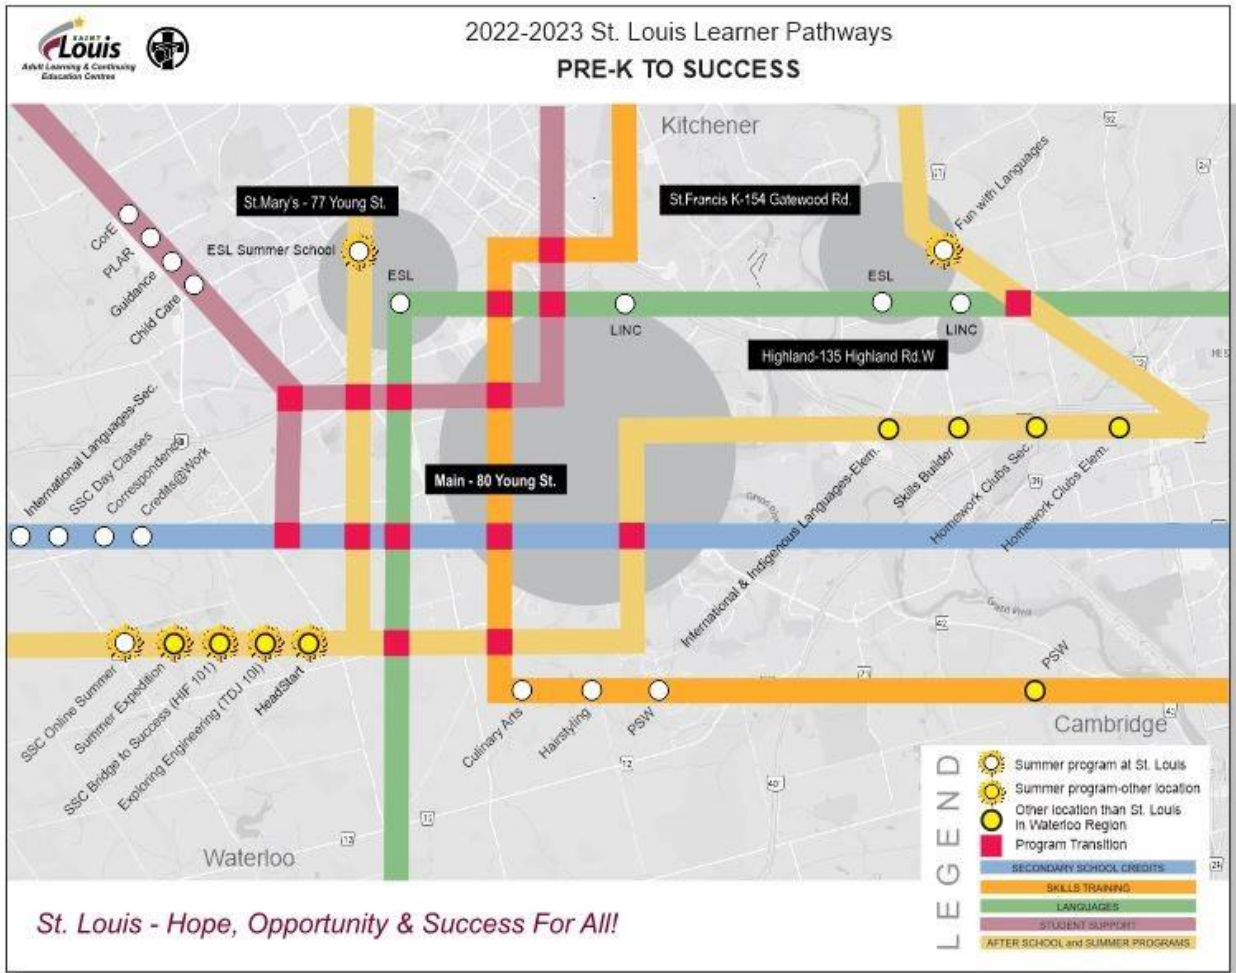 SAINT
Louis
Adult Learning & Continuing
Education Centres
2022-2023 St. Louis Learner Pathways
PRE-K TO SUCCESS
Kitchener
St.Mary's - 77 Young St.
St.Francis K-154 Gatewood Rd.
Fun with Languages
ESL Summer School
CorE
PLAR
Guidance
Child Care
ESL
LINC
ESL
LINC
Highland-135 Highland Rd.W
International Languages-Sec.
SSC Day Classes
Correspondence
Credits@Work
Main - 80 Young St.
International & Indigenous Languages-Elem.
Skills Builder
Homework Clubs Sec.
Homework Clubs Elem.
SSC Online Summer
Summer Expedition
SSC Bridge to Success (HIF 101)
Exploring Engineering (TDJ 10I)
HeadStart
Culinary Arts
Hairstyling
PSW
PSW
Grand River
42
12
Cambridge
Waterloo
LEGEND
Summer program at St. Louis
Summer program-other location
Other location than St. Louis
in Waterloo Region
Program Transition
SECONDARY SCHOOL CREDITS
SKILLS TRAINING
LANGUAGES
STUDENT SUPPORT
AFTER SCHOOL and SUMMER PROGRAMS
St. Louis - Hope, Opportunity & Success For All!